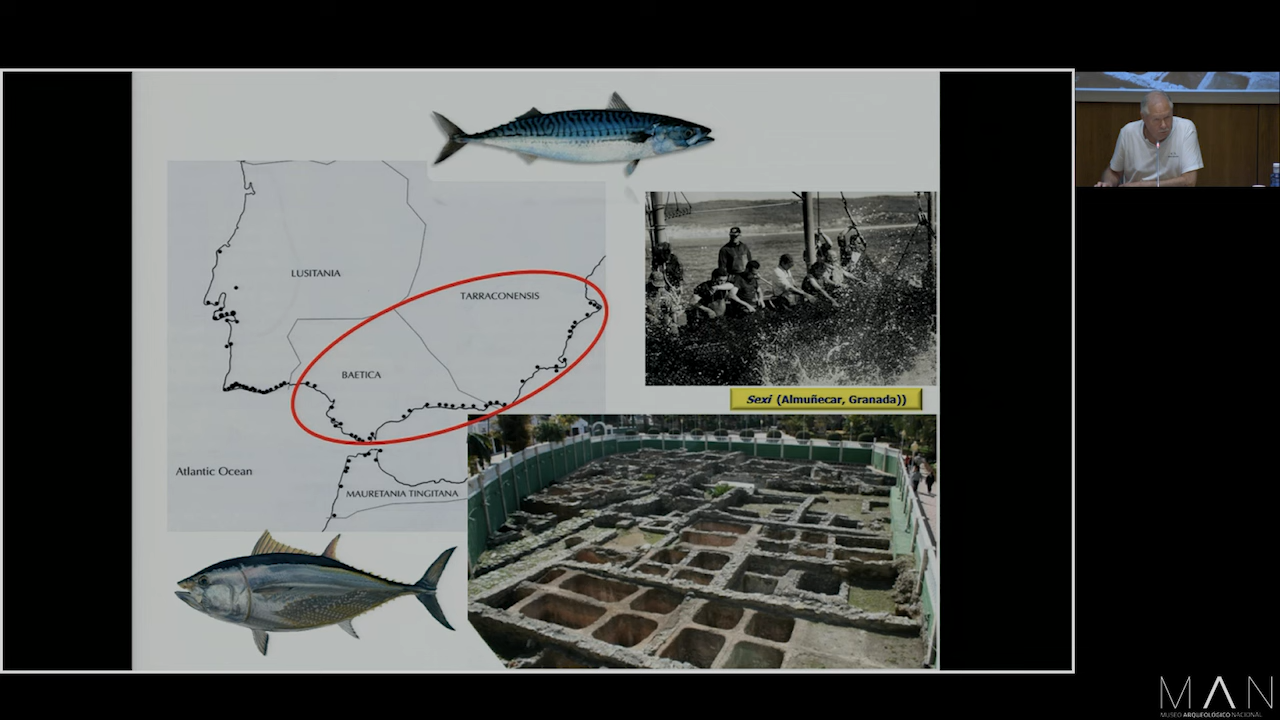 LUSITANIA
TARRACONENSIS
BAETICA
Sexi (Almuñecar, Granada))
Atlantic Ocean
MAURETANIA TINGITANA
MAN
MUSEO ARQUEOLÓGICO NACIONAL